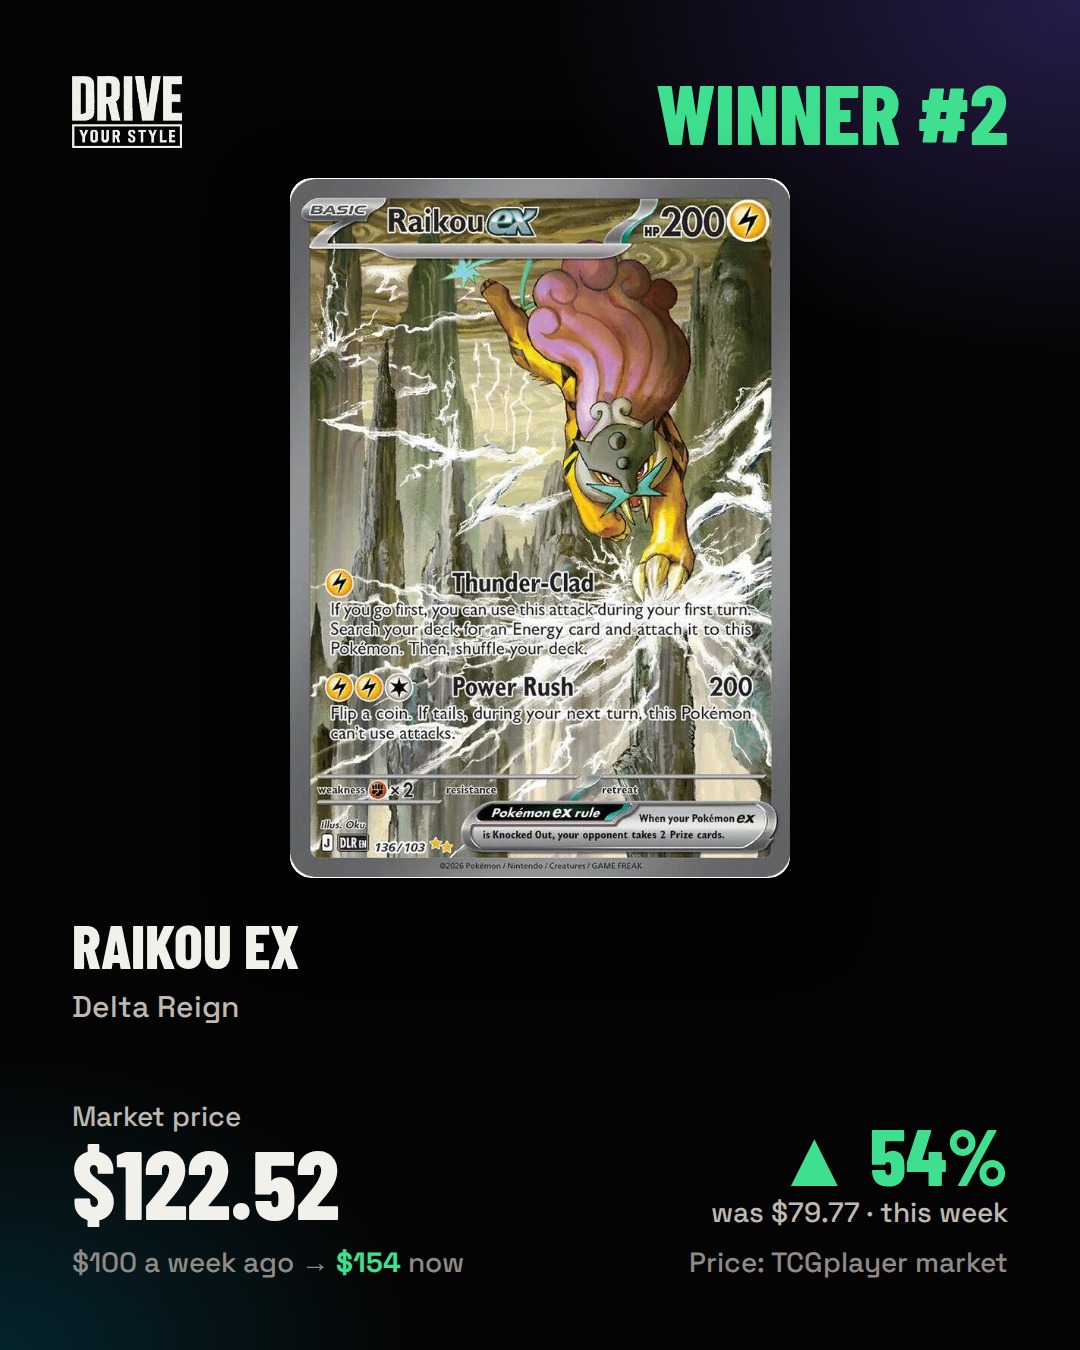 DRIVE
YOUR STYLE
WINNER #2
BASIC
Raikou ex
HP 200
Thunder-Clad
If you go first, you can use this attack during your first turn.
Search your deck for an Energy card and attach it to this
Pokémon. Then, shuffle your deck.
Power Rush 200
Flip a coin. If tails, during your next turn, this Pokémon
can't use attacks.
weakness ×2 resistance retreat
Pokémon ex rule
When your Pokémon ex
is Knocked Out, your opponent takes 2 Prize cards.
Illus. Oku
J DLR EN 136/103
©2026 Pokémon / Nintendo / Creatures / GAME FREAK
RAIKOU EX
Delta Reign
Market price
$122.52
▲ 54%
was $79.77 · this week
$100 a week ago → $154 now
Price: TCGplayer market